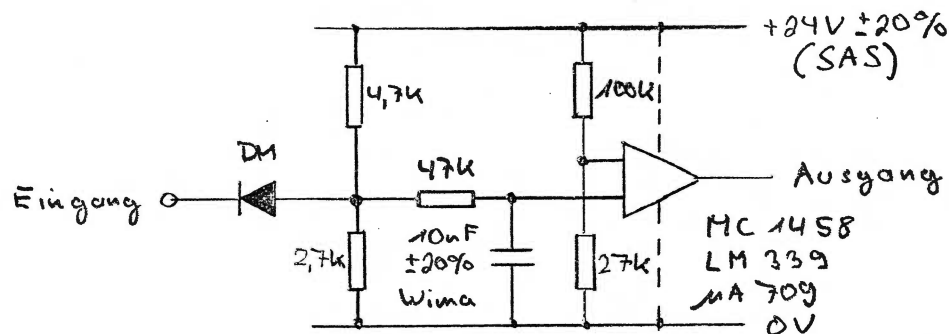 +24V ±20%
(SAS)
4,7K
100K
DM
47K
Eingang
Ausgang
10nF
±20%
Wima
2,7K
27K
MC 1458
LM 339
µA 709
0V